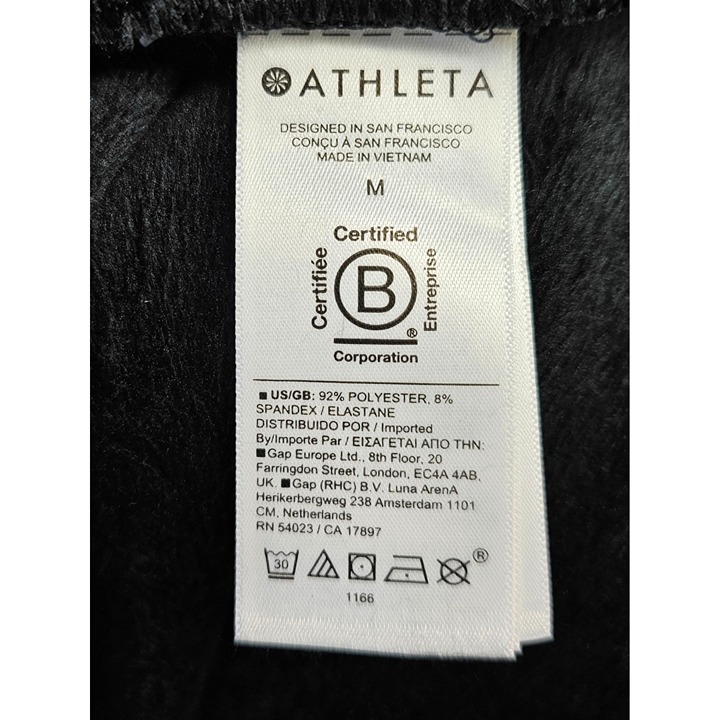 ATHLETA
DESIGNED IN SAN FRANCISCO
CONÇU À SAN FRANCISCO
MADE IN VIETNAM
M
Certified
Certifiée
B
Entreprise
®
Corporation
US/GB: 92% POLYESTER, 8%
SPANDEX / ELASTANE
DISTRIBUIDO POR / Imported
By/Importe Par / ΕΙΣΑΓΕΤΑΙ ΑΠΟ ΤΗΝ:
Gap Europe Ltd., 8th Floor, 20
Farringdon Street, London, EC4A 4AB,
UK. Gap (RHC) B.V. Luna ArenA
Herikerbergweg 238 Amsterdam 1101
CM, Netherlands
RN 54023 / CA 17897
30
®
1166